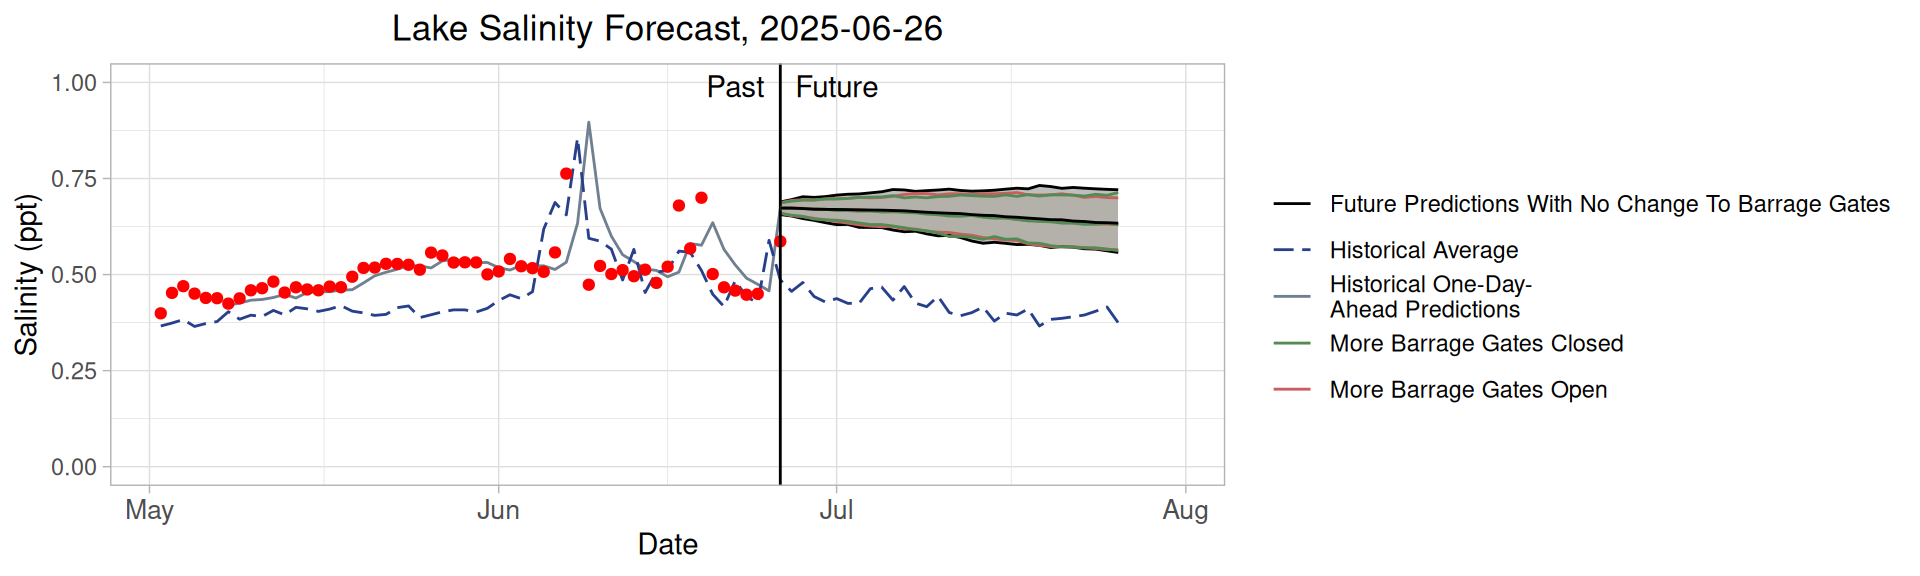 Lake Salinity Forecast, 2025-06-26
Past Future
1.00
0.75
0.50
0.25
0.00
Salinity (ppt)
May Jun Jul Aug
Date
Future Predictions With No Change To Barrage Gates
Historical Average
Historical One-Day-
Ahead Predictions
More Barrage Gates Closed
More Barrage Gates Open